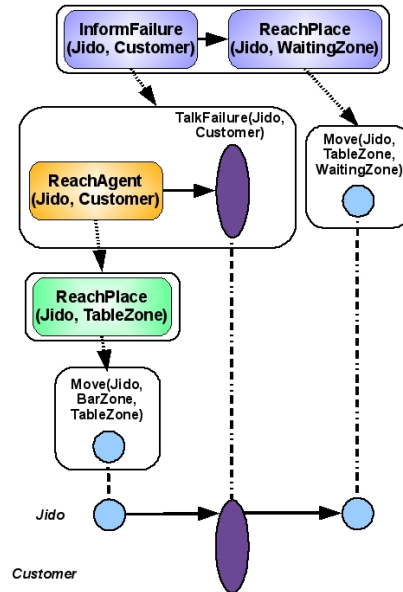 InformFailure
(Jido, Customer)
ReachPlace
(Jido, WaitingZone)
TalkFailure(Jido,
Customer)
Move(Jido,
TableZone,
WaitingZone)
ReachAgent
(Jido, Customer)
ReachPlace
(Jido, TableZone)
Move(Jido,
BarZone,
TableZone)
Jido
Customer